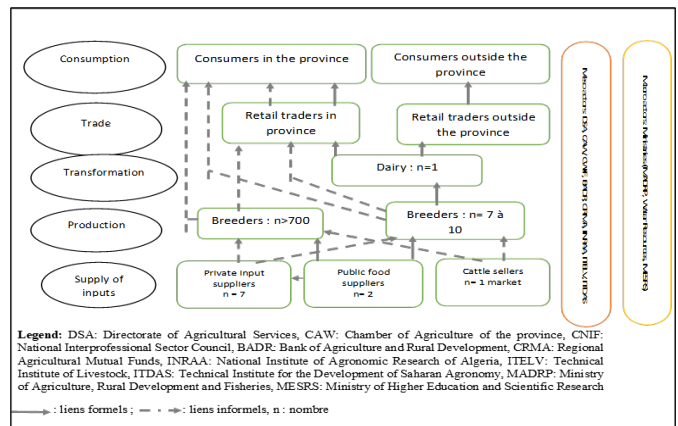 Consumption
Consumers in the province
Consumers outside the
province
Trade
Retail traders in
province
Retail traders outside
the province
Transformation
Dairy : n=1
Production
Breeders : n>700
Breeders : n= 7 à
10
Supply of
inputs
Private Input
suppliers
n = 7
Public food
suppliers
n= 2
Cattle sellers
n= 1 market
Legend: DSA: Directorate of Agricultural Services, CAW: Chamber of Agriculture of the province, CNIF:
National Interprofessional Sector Council, BADR: Bank of Agriculture and Rural Development, CRMA: Regional
Agricultural Mutual Funds, INRAA: National Institute of Agronomic Research of Algeria, ITELV: Technical
Institute of Livestock, ITDAS: Technical Institute for the Development of Saharan Agronomy, MADRP: Ministry
of Agriculture, Rural Development and Fisheries, MESRS: Ministry of Higher Education and Scientific Research
: liens formels ; : liens informels, n : nombre